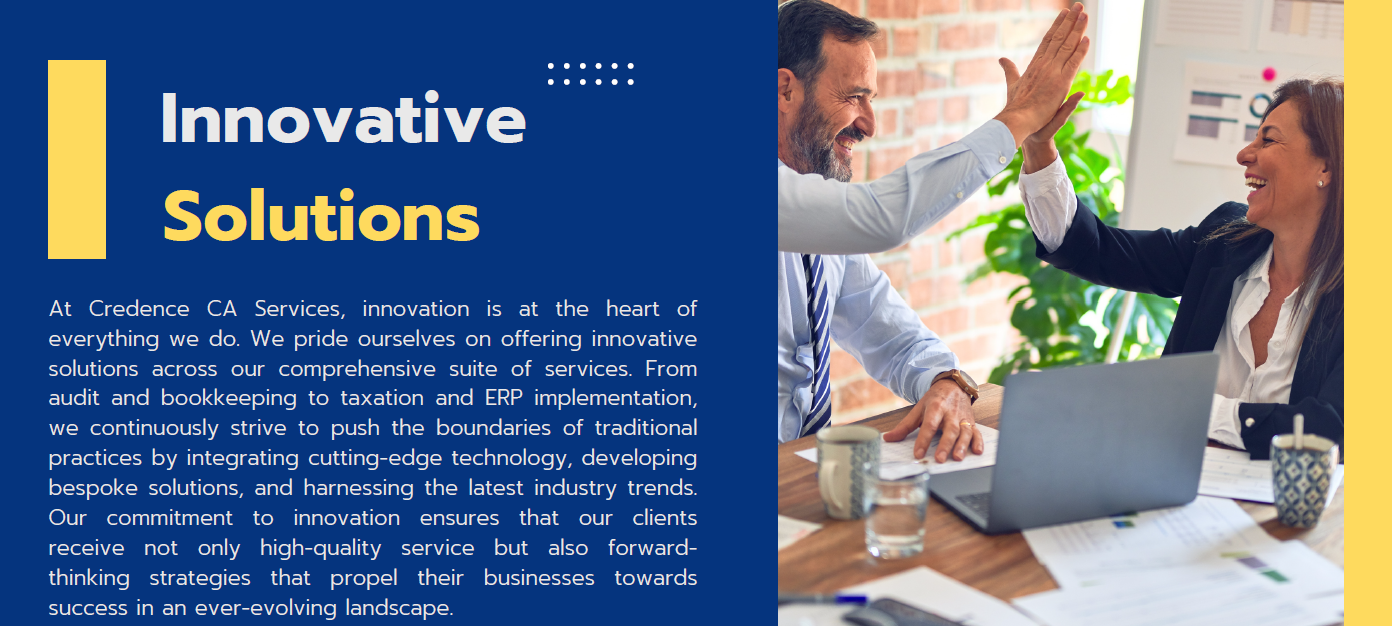 Innovative
Solutions
At Credence CA Services, innovation is at the heart of
everything we do. We pride ourselves on offering innovative
solutions across our comprehensive suite of services. From
audit and bookkeeping to taxation and ERP implementation,
we continuously strive to push the boundaries of traditional
practices by integrating cutting-edge technology, developing
bespoke solutions, and harnessing the latest industry trends.
Our commitment to innovation ensures that our clients
receive not only high-quality service but also forward-
thinking strategies that propel their businesses towards
success in an ever-evolving landscape.